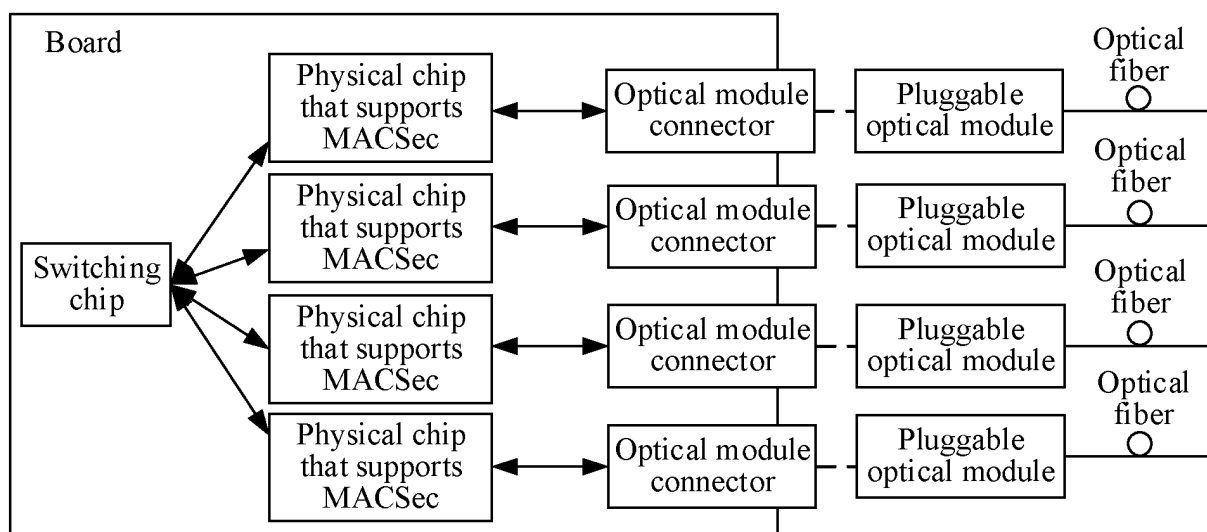 Board
Physical chip
that supports
MACSec
Optical module
connector
Pluggable
optical module
Optical
fiber
Physical chip
that supports
MACSec
Optical module
connector
Pluggable
optical module
Optical
fiber
Switching
chip
Physical chip
that supports
MACSec
Optical module
connector
Pluggable
optical module
Optical
fiber
Physical chip
that supports
MACSec
Optical module
connector
Pluggable
optical module
Optical
fiber